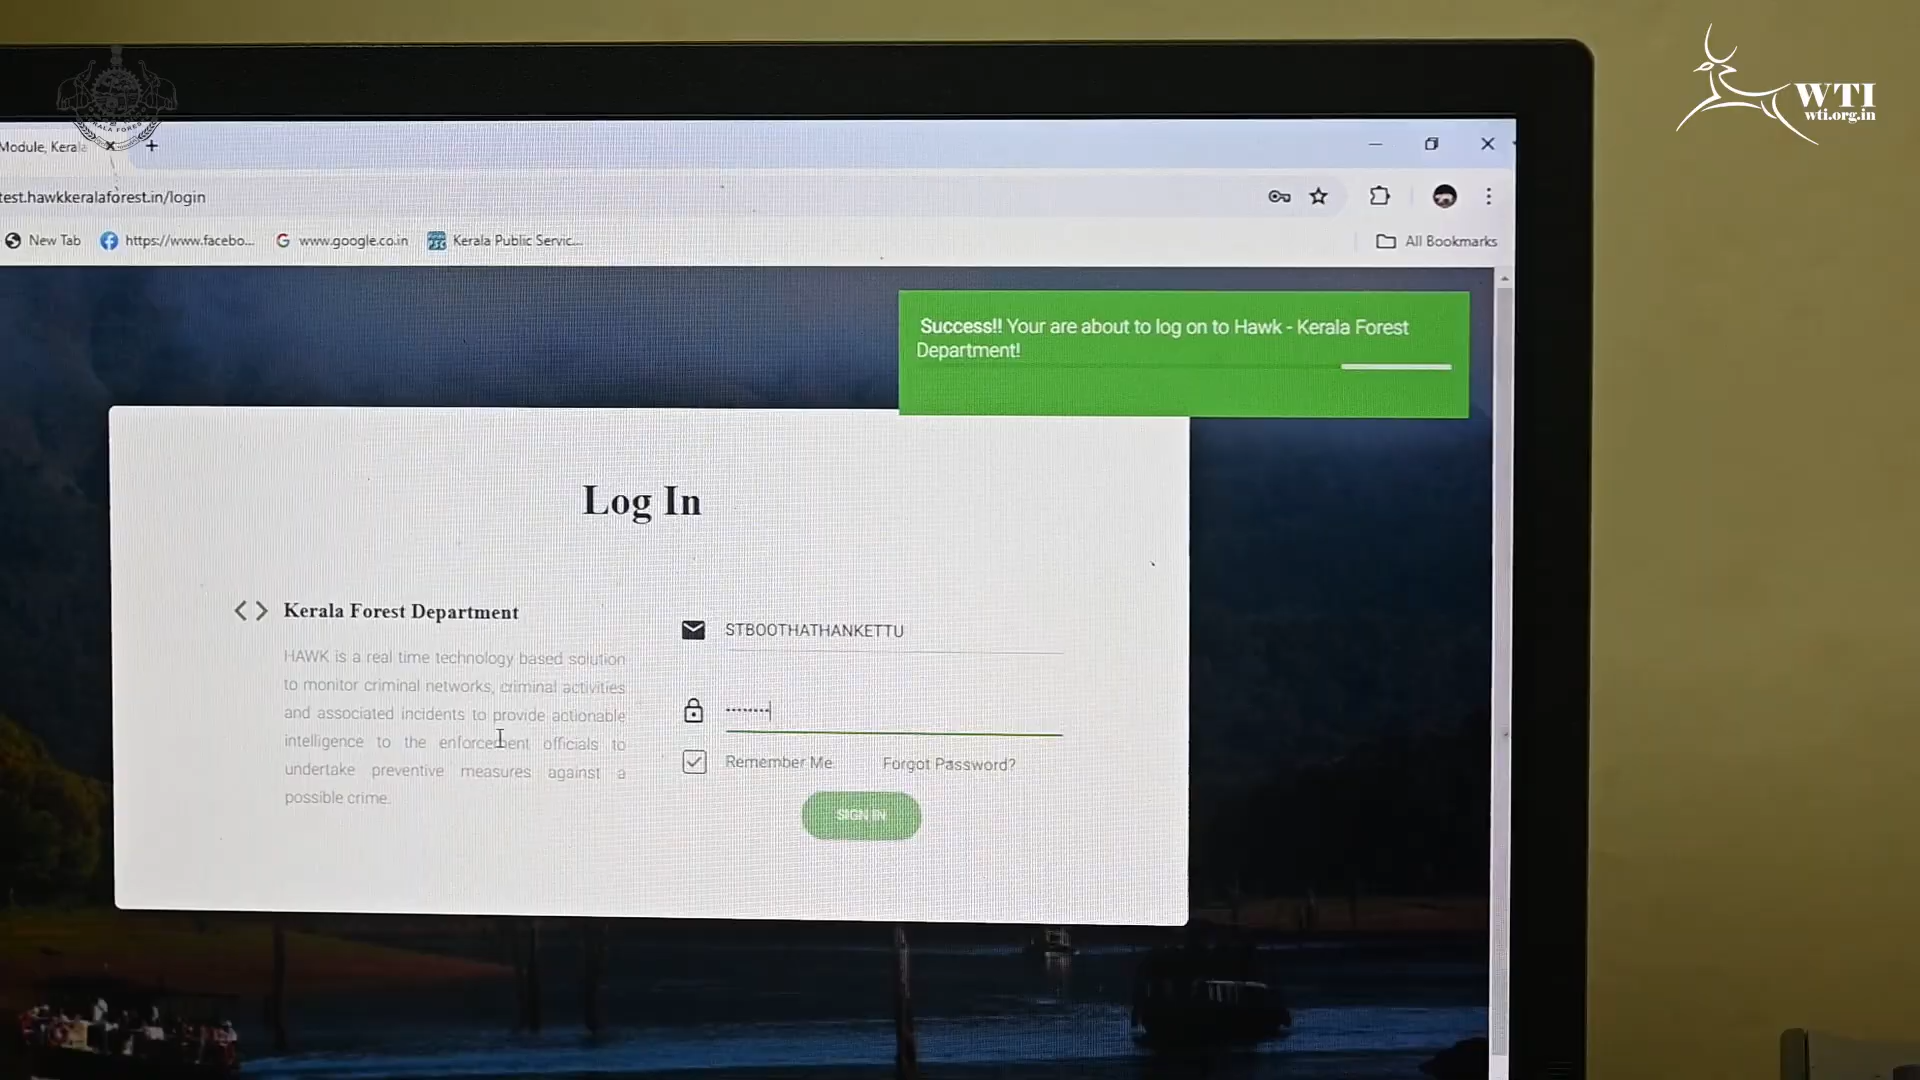 WTI
wti.org.in
KERALA FOREST
Module, Kerala
test.hawkkeralaforest.in/login
New Tab
https://www.facebo...
www.google.co.in
Kerala Public Servic...
All Bookmarks
Success!! Your are about to log on to Hawk - Kerala Forest
Department!
Log In
Kerala Forest Department
HAWK is a real time technology based solution
to monitor criminal networks, criminal activities
and associated incidents to provide actionable
intelligence to the enforcement officials to
undertake preventive measures against a
possible crime.
STBOOTHATHANKETTU
Remember Me
Forgot Password?
SIGN IN